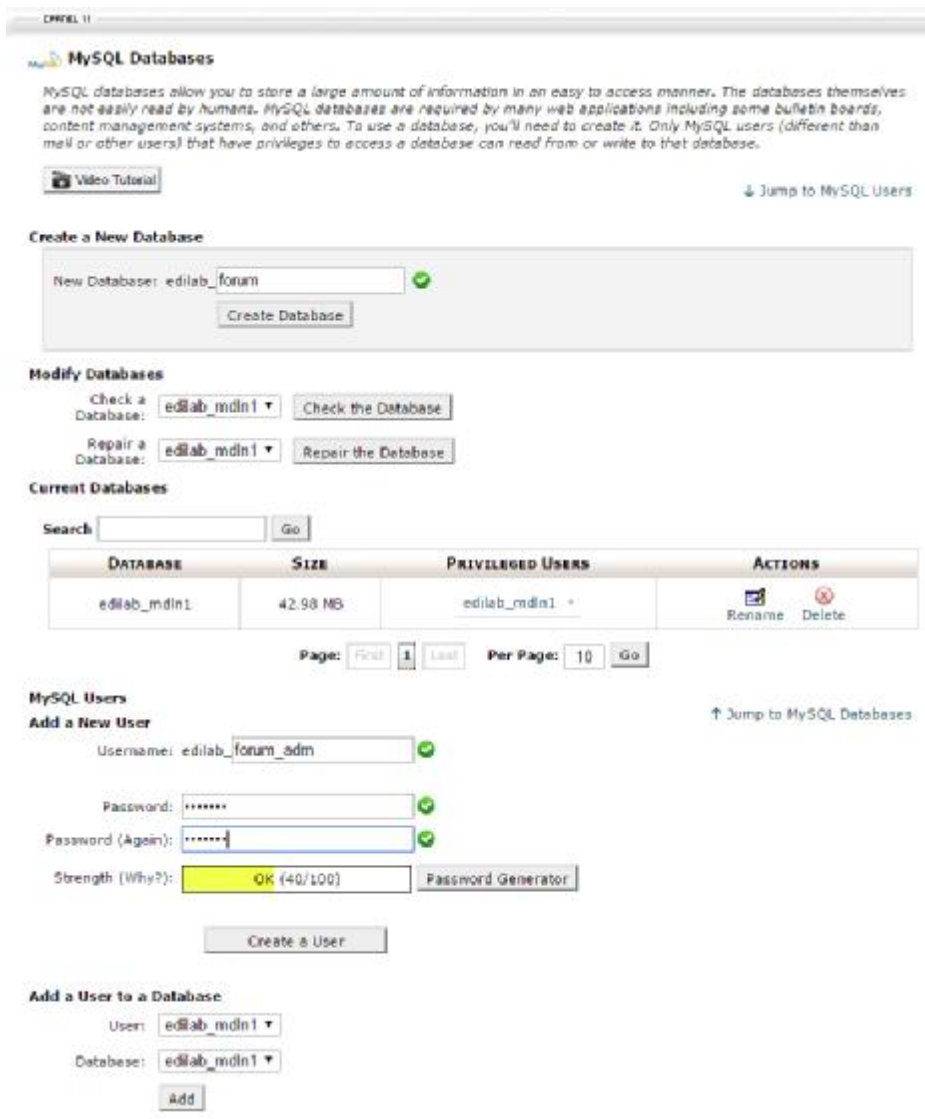 CPANEL 11
MySQL Databases
MySQL databases allow you to store a large amount of information in an easy to access manner. The databases themselves
are not easily read by humans. MySQL databases are required by many web applications including some bulletin boards,
content management systems, and others. To use a database, you'll need to create it. Only MySQL users (different than
mail or other users) that have privileges to access a database can read from or write to that database.
Video Tutorial
↓ Jump to MySQL Users
Create a New Database
New Database: edilab_forum
Create Database
Modify Databases
Check a
Database: edilab_mdln1 ▼ Check the Database
Repair a
Database: edilab_mdln1 ▼ Repair the Database
Current Databases
Search Go
DATABASE SIZE PRIVILEGED USERS ACTIONS
edilab_mdln1 42.98 MB edilab_mdln1 Rename Delete
Page: First 1 Last Per Page: 10 Go
MySQL Users
↑ Jump to MySQL Databases
Add a New User
Username: edilab_forum_adm
Password: •••••••
Password (Again): •••••••
Strength (Why?): OK (40/100) Password Generator
Create a User
Add a User to a Database
User: edilab_mdln1 ▼
Database: edilab_mdln1 ▼
Add